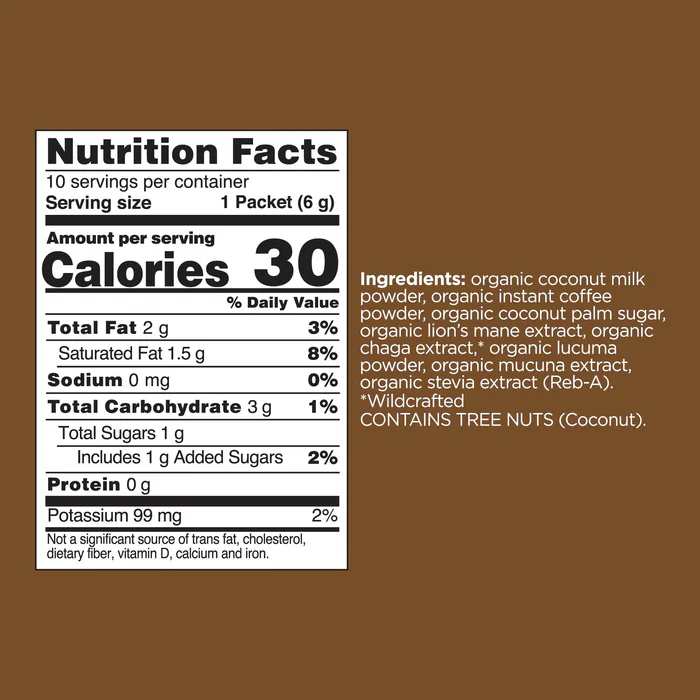 Nutrition Facts
10 servings per container
Serving size 1 Packet (6 g)
Amount per serving
Calories 30
% Daily Value
Total Fat 2 g 3%
Saturated Fat 1.5 g 8%
Sodium 0 mg 0%
Total Carbohydrate 3 g 1%
Total Sugars 1 g
Includes 1 g Added Sugars 2%
Protein 0 g
Potassium 99 mg 2%
Not a significant source of trans fat, cholesterol,
dietary fiber, vitamin D, calcium and iron.
Ingredients: organic coconut milk
powder, organic instant coffee
powder, organic coconut palm sugar,
organic lion's mane extract, organic
chaga extract,* organic lucuma
powder, organic mucuna extract,
organic stevia extract (Reb-A).
*Wildcrafted
CONTAINS TREE NUTS (Coconut).